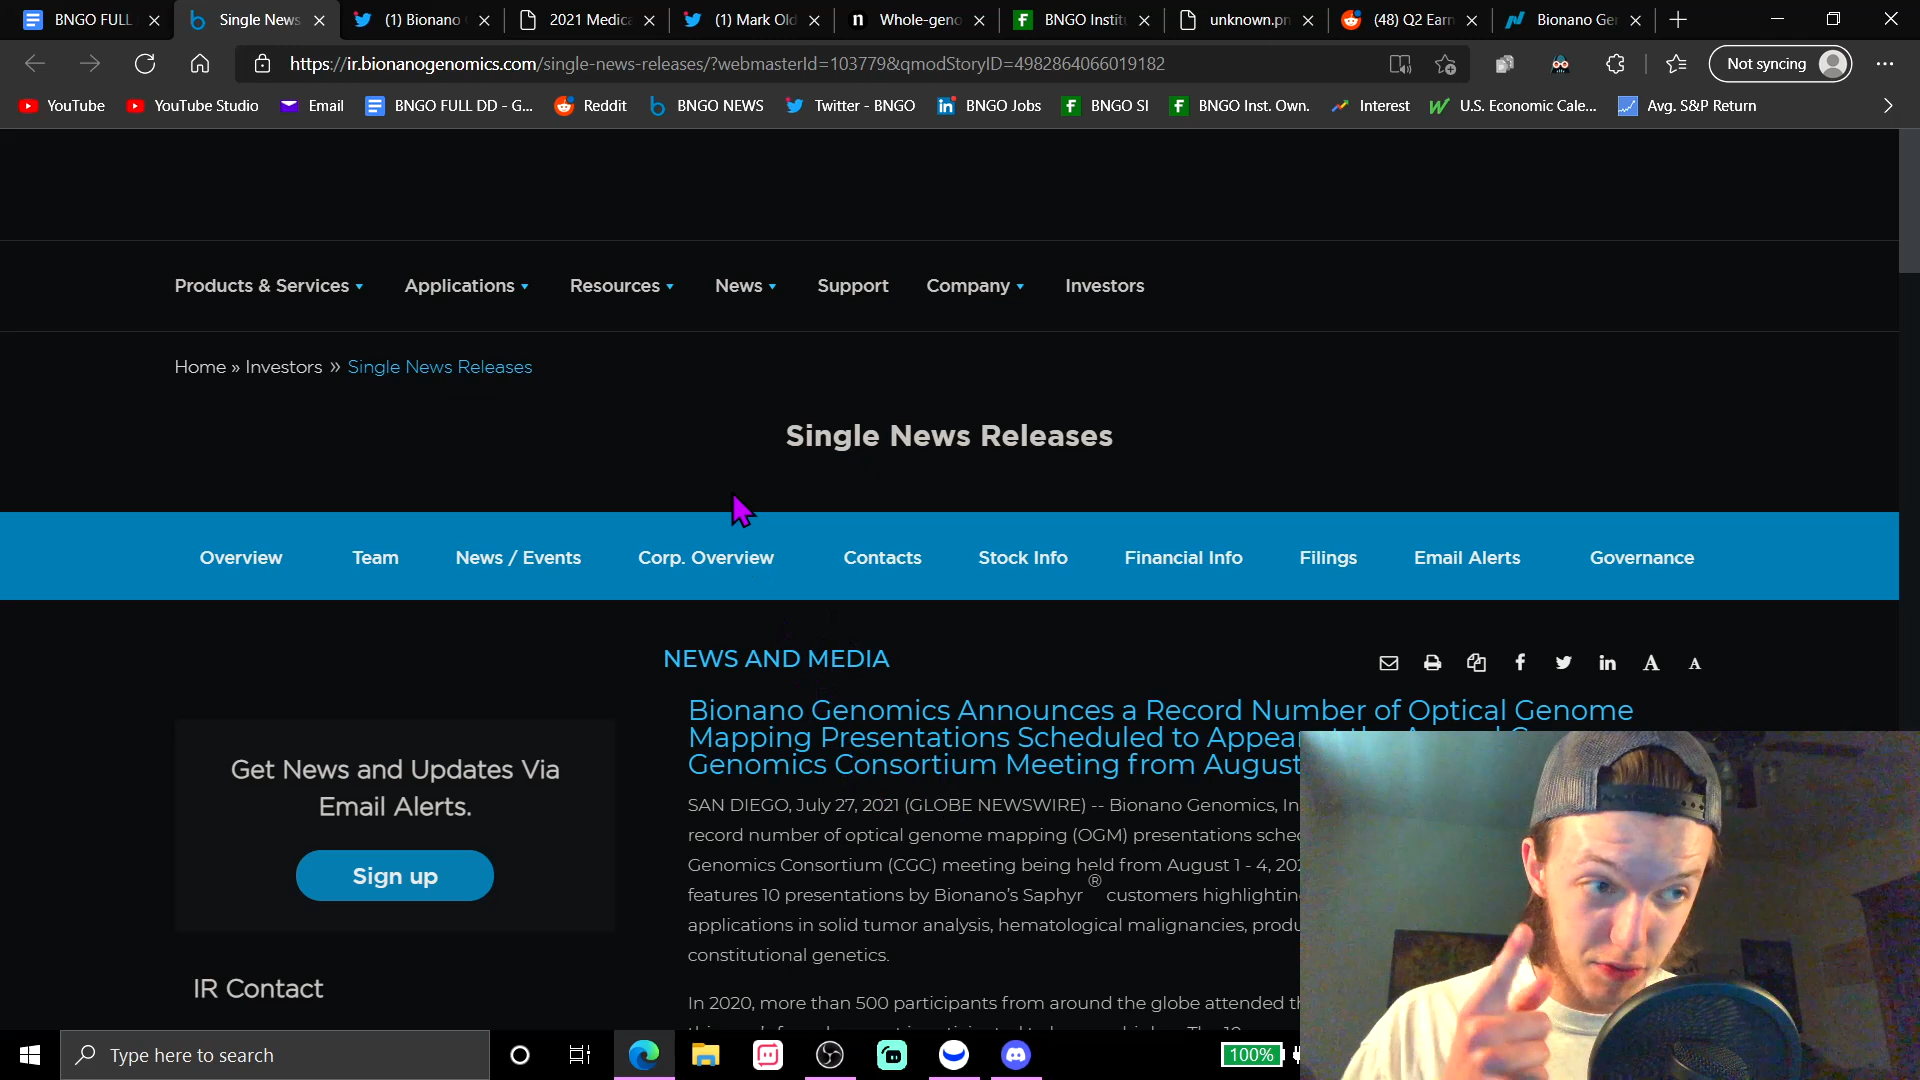 BNGO FULL
Single News
(1) Bionano
2021 Medica
(1) Mark Old
Whole-geno
BNGO Institu
unknown.pn
(48) Q2 Earn
Bionano Ger
https://ir.bionanogenomics.com/single-news-releases/?webmasterId=103779&qmodStoryID=4982864066019182
Not syncing
YouTube
YouTube Studio
Email
BNGO FULL DD - G...
Reddit
BNGO NEWS
Twitter - BNGO
BNGO Jobs
BNGO SI
BNGO Inst. Own.
Interest
U.S. Economic Cale...
Avg. S&P Return
Products & Services
Applications
Resources
News
Support
Company
Investors
Home » Investors » Single News Releases
Single News Releases
Overview
Team
News / Events
Corp. Overview
Contacts
Stock Info
Financial Info
Filings
Email Alerts
Governance
NEWS AND MEDIA
Bionano Genomics Announces a Record Number of Optical Genome
Mapping Presentations Scheduled to Appear
Genomics Consortium Meeting from August
SAN DIEGO, July 27, 2021 (GLOBE NEWSWIRE) -- Bionano Genomics, In
record number of optical genome mapping (OGM) presentations sche
Genomics Consortium (CGC) meeting being held from August 1 - 4, 202
features 10 presentations by Bionano's Saphyr® customers highlightin
applications in solid tumor analysis, hematological malignancies, produ
constitutional genetics.
In 2020, more than 500 participants from around the globe attended th
Get News and Updates Via
Email Alerts.
Sign up
IR Contact
Type here to search
100%